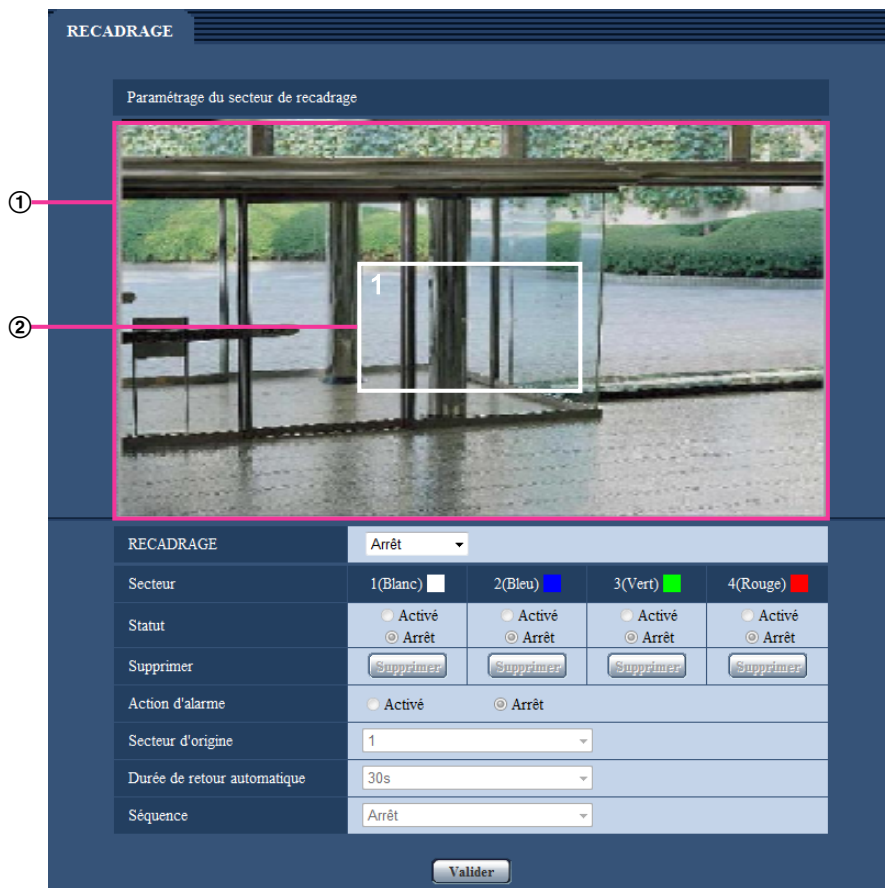 RECADRAGE
Paramétrage du secteur de recadrage
①
②
1
RECADRAGE Arrêt
Secteur 1(Blanc) 2(Bleu) 3(Vert) 4(Rouge)
Statut Activé Activé Activé Activé
Arrêt Arrêt Arrêt Arrêt
Supprimer Supprimer Supprimer Supprimer Supprimer
Action d'alarme Activé Arrêt
Secteur d'origine 1
Durée de retour automatique 30s
Séquence Arrêt
Valider